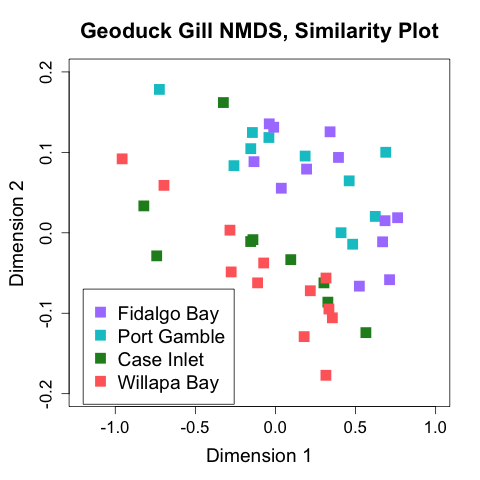 Geoduck Gill NMDS, Similarity Plot
Dimension 2
0.2
0.1
0.0
-0.1
-0.2
Fidalgo Bay
Port Gamble
Case Inlet
Willapa Bay
-1.0 -0.5 0.0 0.5 1.0
Dimension 1